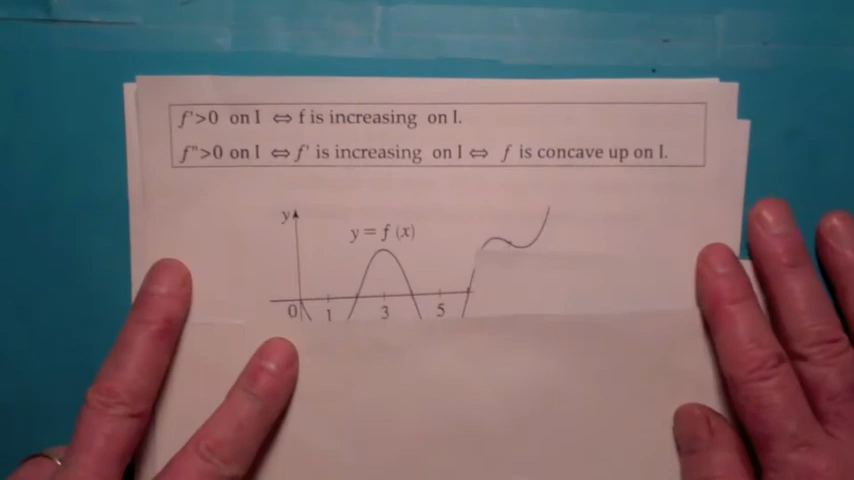 f'>0 on I ⇔ f is increasing on I.
f">0 on I ⇔ f' is increasing on I ⇔ f is concave up on I.
y
y = f (x)
0 1 3 5